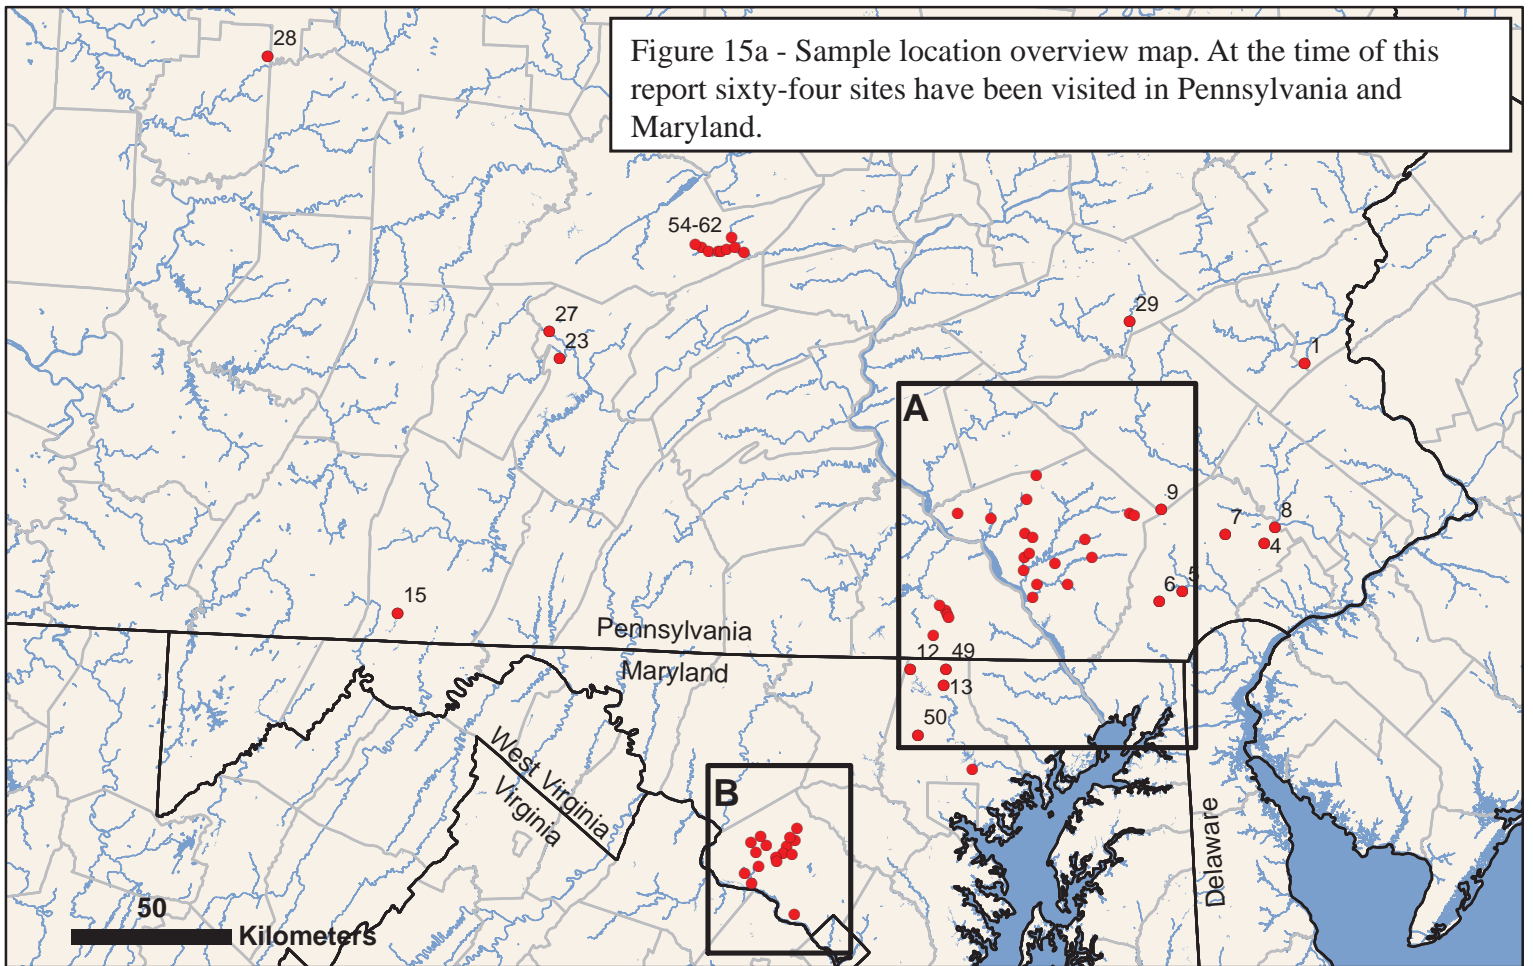 28
Figure 15a - Sample location overview map. At the time of this
report sixty-four sites have been visited in Pennsylvania and
Maryland.
54-62
27
23
29
1
A
9
7
8
4
6
5
15
Pennsylvania
Maryland
12
49
13
50
West Virginia
Virginia
B
Delaware
50
Kilometers